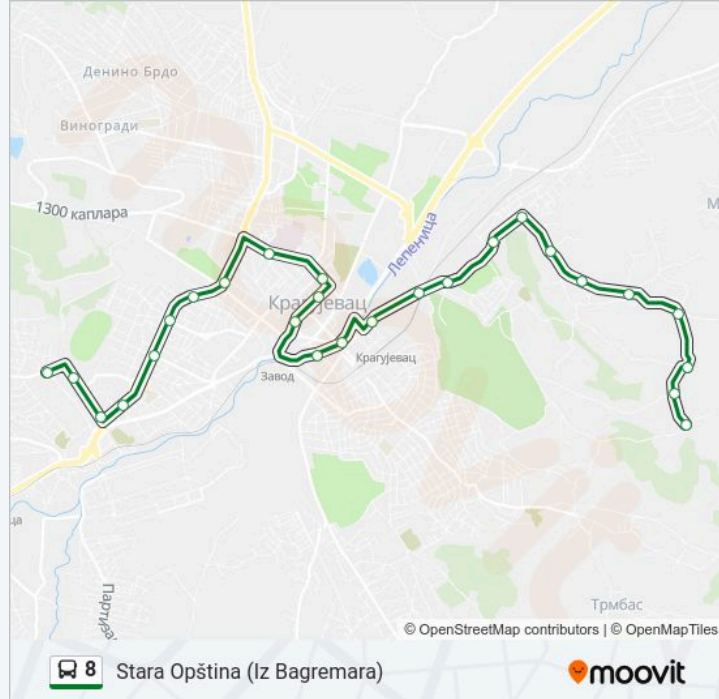 Денино Брдо
Виногради
1300 каплара
Лепеница
Крагујевац
Крагујевац
Завод
Трмбас
© OpenStreetMap contributors | © OpenMapTiles
8 Stara Opština (Iz Bagremara)
moovit